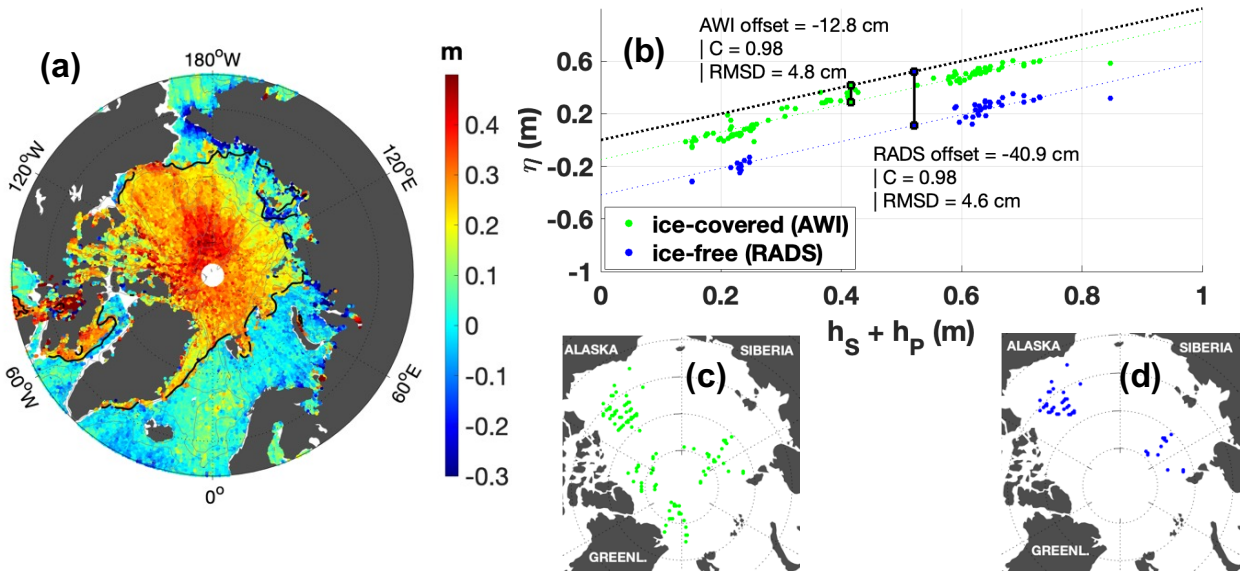 (a)
m
180°W
120°W
120°E
60°W
60°E
0°
0.4
0.3
0.2
0.1
0
-0.1
-0.2
-0.3
(b)
AWI offset = -12.8 cm
| C = 0.98
| RMSD = 4.8 cm
RADS offset = -40.9 cm
| C = 0.98
| RMSD = 4.6 cm
η (m)
0.6
0.2
-0.2
-0.6
-1
ice-covered (AWI)
ice-free (RADS)
0 0.2 0.4 0.6 0.8 1
hS + hP (m)
ALASKA
SIBERIA
(c)
GREENL.
ALASKA
SIBERIA
(d)
GREENL.